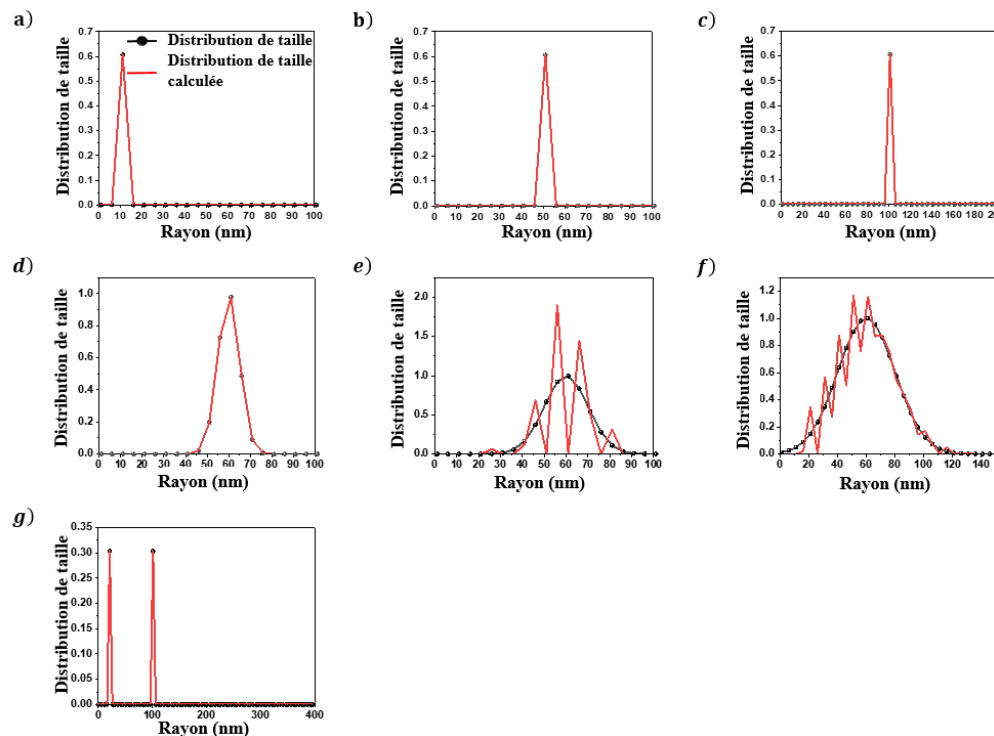 a)
Distribution de taille
0.7
0.6
0.5
0.4
0.3
0.2
0.1
0.0
Distribution de taille
Distribution de taille
calculée
0 10 20 30 40 50 60 70 80 90 100
Rayon (nm)
b)
Distribution de taille
0.7
0.6
0.5
0.4
0.3
0.2
0.1
0.0
0 10 20 30 40 50 60 70 80 90 100
Rayon (nm)
c)
Distribution de taille
0.7
0.6
0.5
0.4
0.3
0.2
0.1
0.0
0 20 40 60 80 100 120 140 160 180
Rayon (nm)
d)
Distribution de taille
1.0
0.8
0.6
0.4
0.2
0.0
0 10 20 30 40 50 60 70 80 90 100
Rayon (nm)
e)
Distribution de taille
2.0
1.5
1.0
0.5
0.0
0 10 20 30 40 50 60 70 80 90 100
Rayon (nm)
f)
Distribution de taille
1.2
1.0
0.8
0.6
0.4
0.2
0.0
0 20 40 60 80 100 120 140
Rayon (nm)
g)
Distribution de taille
0.35
0.30
0.25
0.20
0.15
0.10
0.05
0.00
0 100 200 300 400
Rayon (nm)